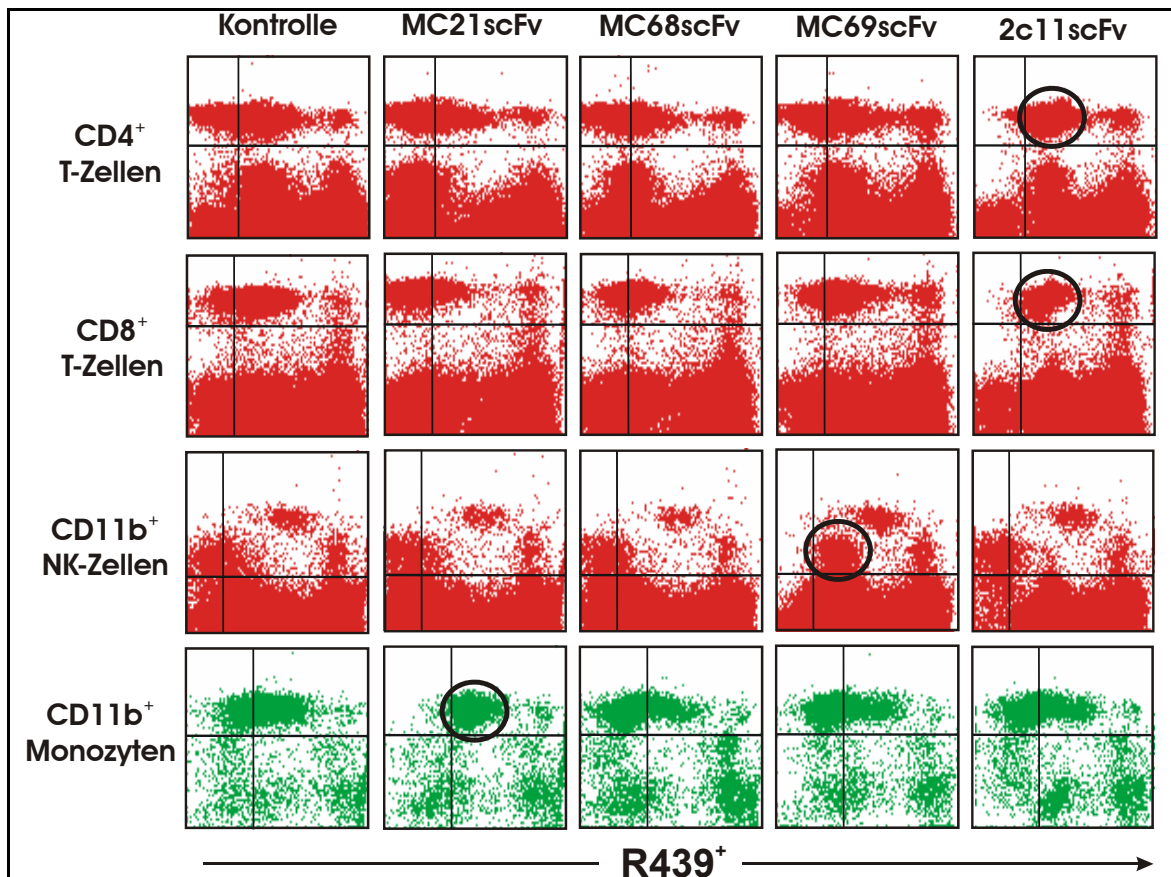 Kontrolle MC21scFv MC68scFv MC69scFv 2c11scFv
CD4⁺
T-Zellen
CD8⁺
T-Zellen
CD11b⁺
NK-Zellen
CD11b⁺
Monozyten
R439⁺